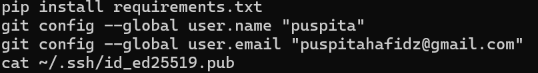 pip install requirements.txt
git config --global user.name "puspita"
git config --global user.email "puspitahafidz@gmail.com"
cat ~/.ssh/id_ed25519.pub